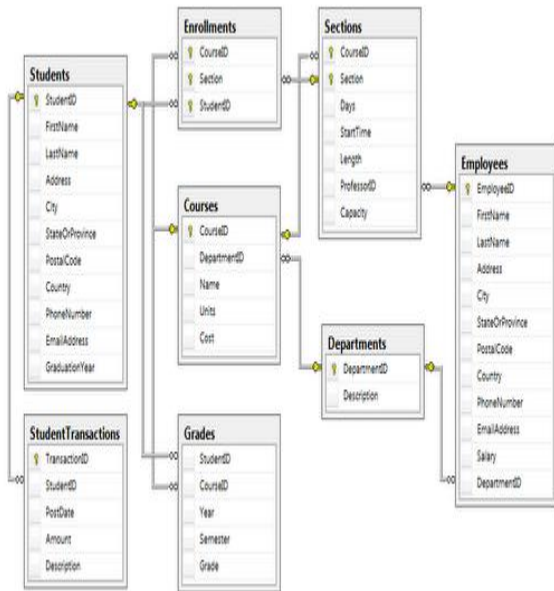 Students
StudentID
FirstName
LastName
Address
City
StateOrProvince
PostalCode
Country
PhoneNumber
EmailAddress
GraduationYear
StudentTransactions
TransactionID
StudentID
PostDate
Amount
Description
Enrollments
CourseID
Section
StudentID
Courses
CourseID
DepartmentID
Name
Units
Cost
Grades
StudentID
CourseID
Year
Semester
Grade
Sections
CourseID
Section
Days
StartTime
Length
ProfessorID
Capacity
Departments
DepartmentID
Description
Employees
EmployeeID
FirstName
LastName
Address
City
StateOrProvince
PostalCode
Country
PhoneNumber
EmailAddress
Salary
DepartmentID